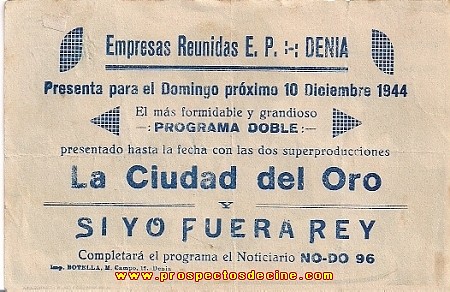 Empresas Reunidas E. P. :-: DENIA
Presenta para el Domingo próximo 10 Diciembre 1944
El más formidable y grandioso
—: PROGRAMA DOBLE :—
presentado hasta la fecha con las dos superproducciones
La Ciudad del Oro
Y
SI YO FUERA REY
Completará el programa el Noticiario NO-DO 96
Imp. BOTELLA, M. Campo, 15.-Denia
www.prospectosdecine.com